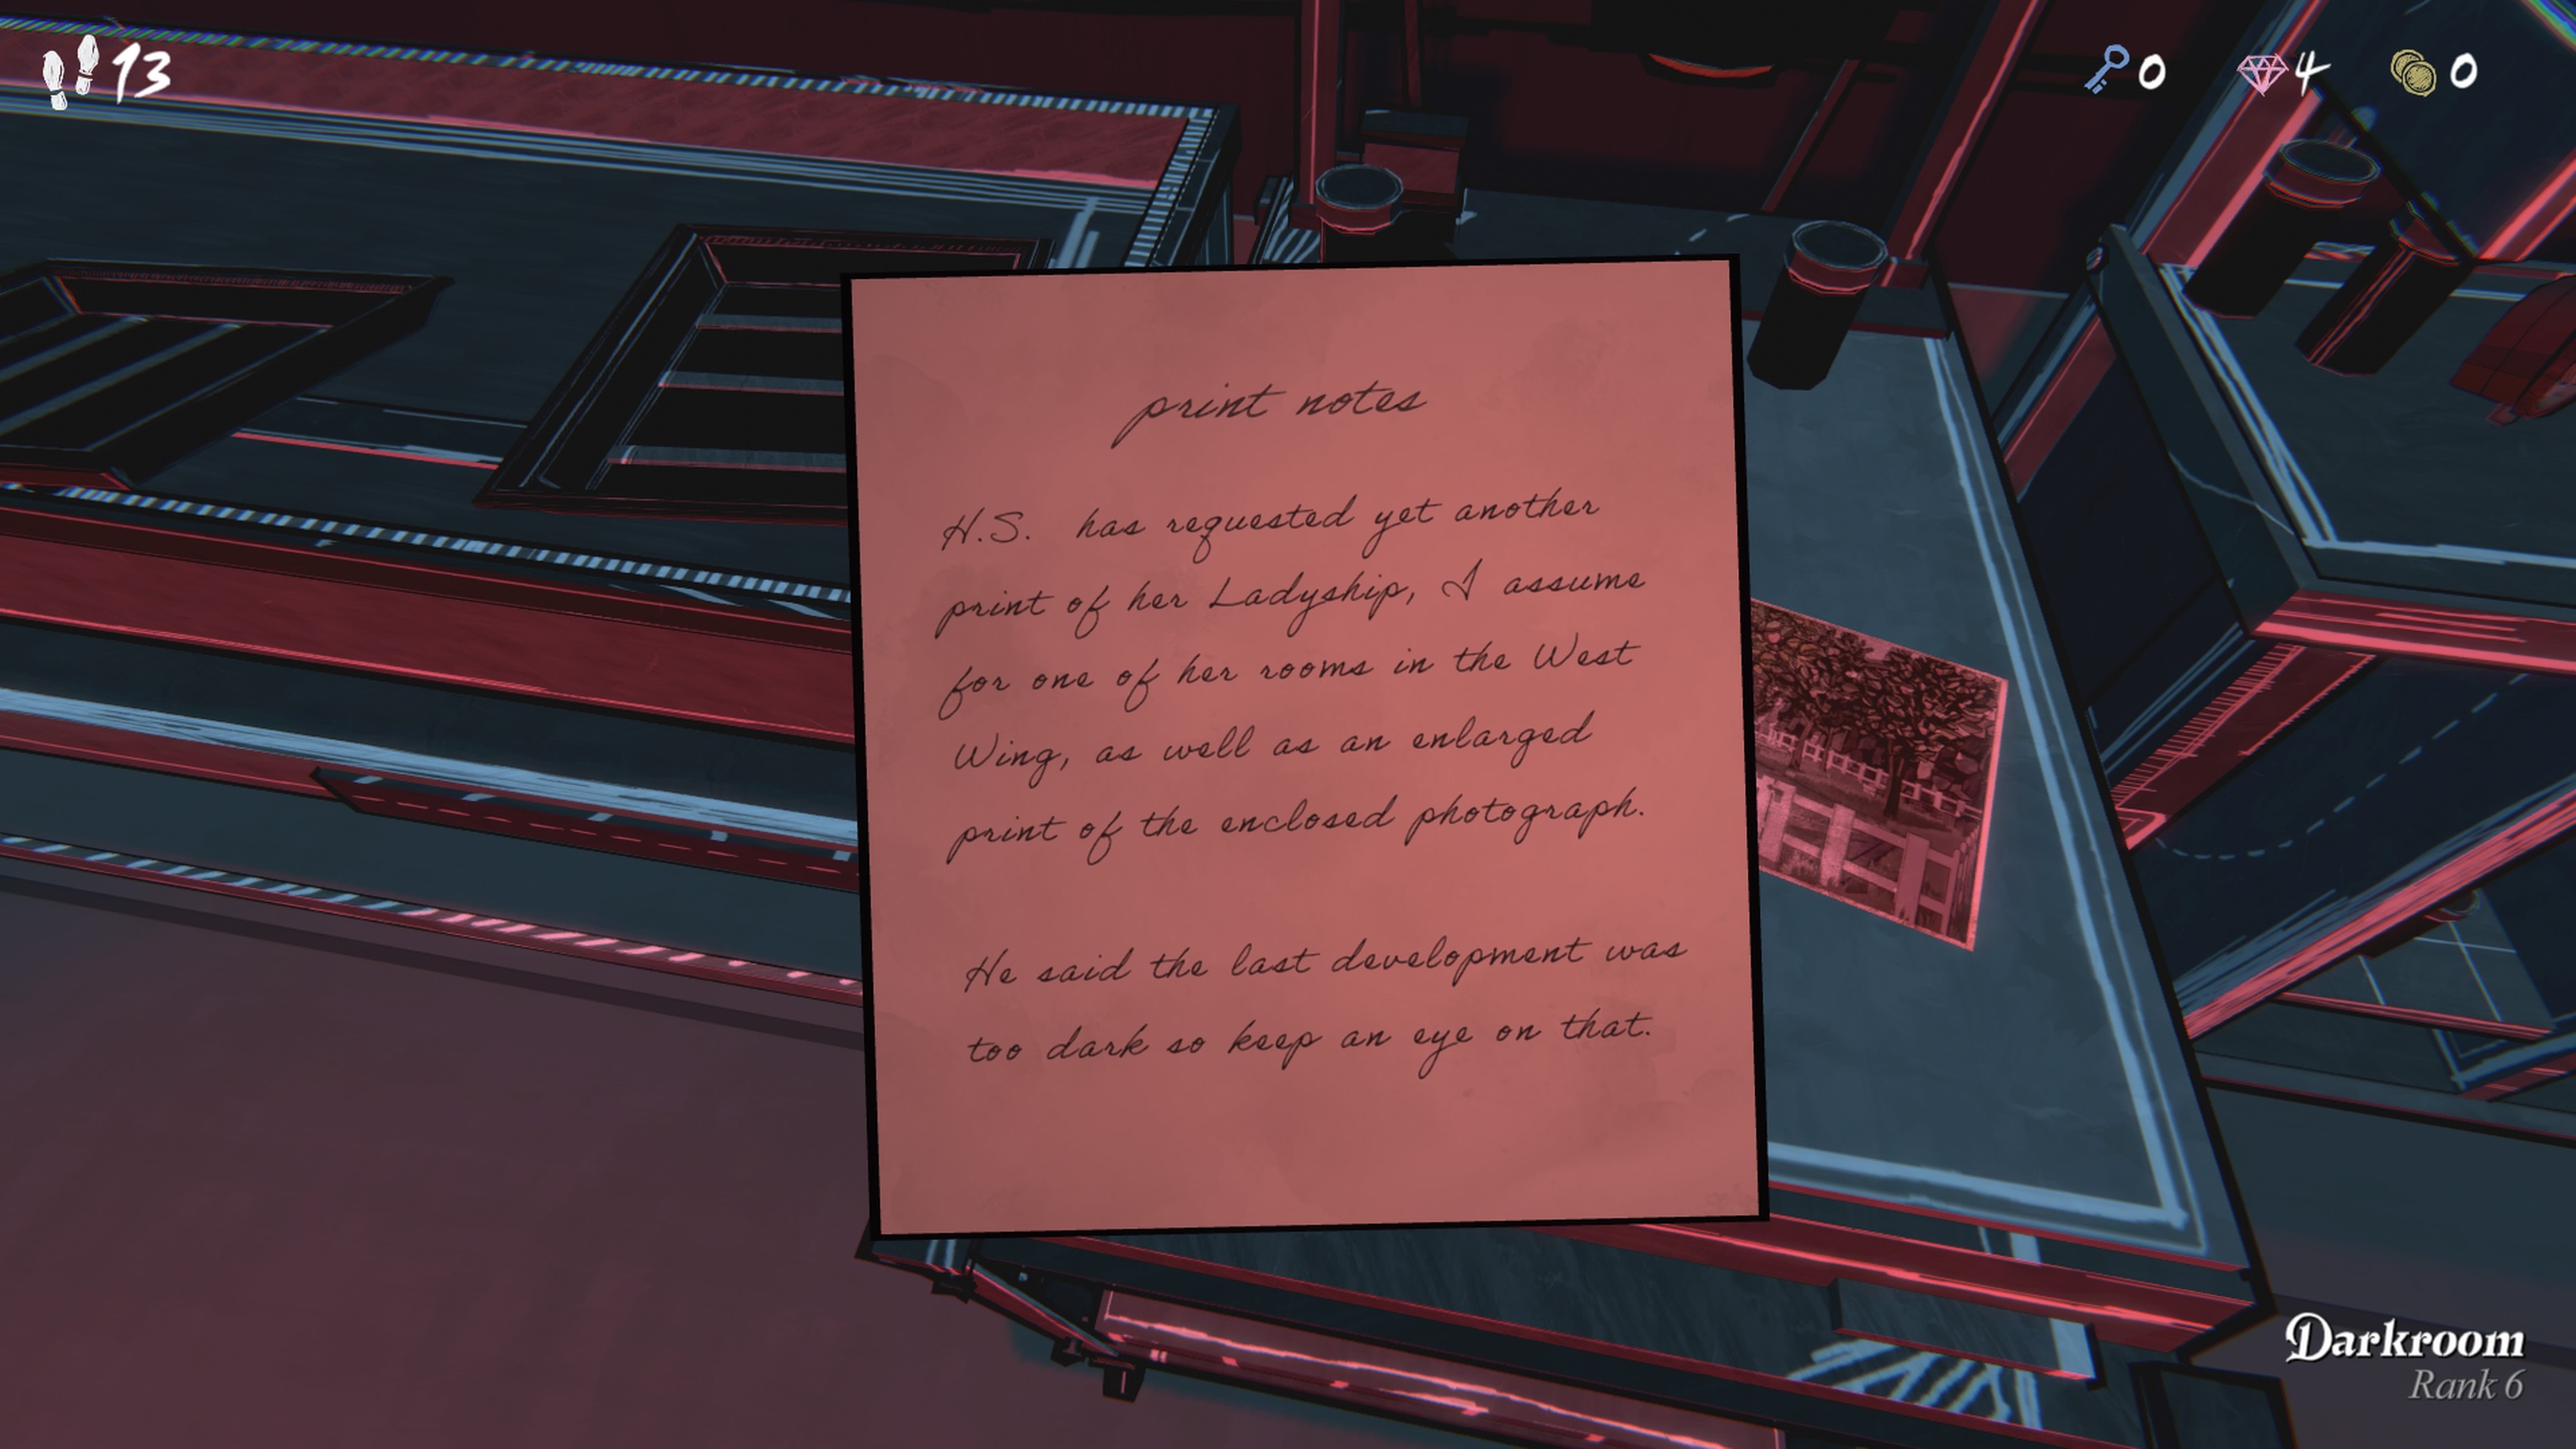 13
0
4
0
print notes
H.S. has requested yet another
print of her Ladyship, I assume
for one of her rooms in the West
Wing, as well as an enlarged
print of the enclosed photograph.
He said the last development was
too dark so keep an eye on that.
Darkroom
Rank 6